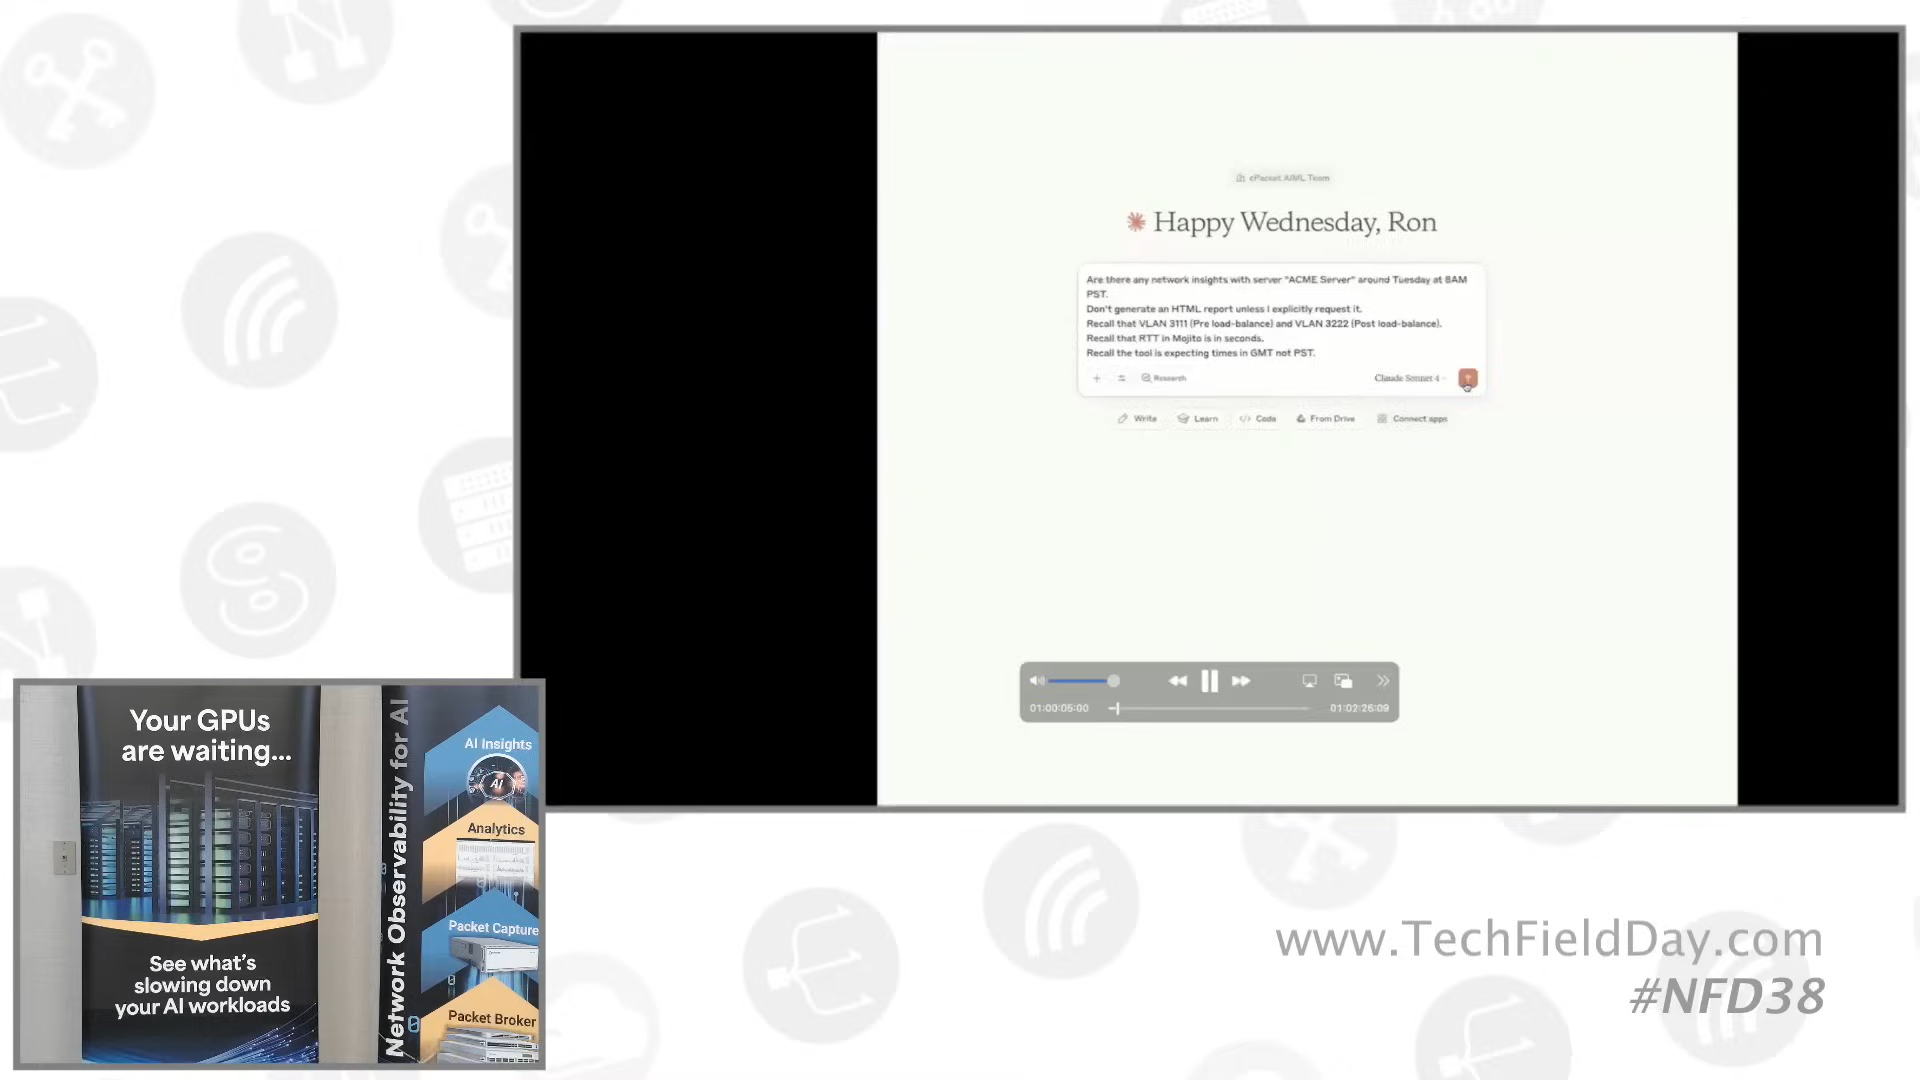 cPacket AI/ML Team
Happy Wednesday, Ron
Are there any network insights with server "ACME Server" around Tuesday at 8AM
PST.
Don't generate an HTML report unless I explicitly request it.
Recall that VLAN 3111 (Pre load-balance) and VLAN 3222 (Post load-balance).
Recall that RTT in Mojito is in seconds.
Recall the tool is expecting times in GMT not PST.
Research
Claude Sonnet 4
Write
Learn
Code
From Drive
Connect apps
01:00:05:00
01:02:26:09
Your GPUs
are waiting...
See what's
slowing down
your AI workloads
Network Observability for AI
AI Insights
AI
Analytics
Packet Capture
Packet Broker
www.TechFieldDay.com
#NFD38